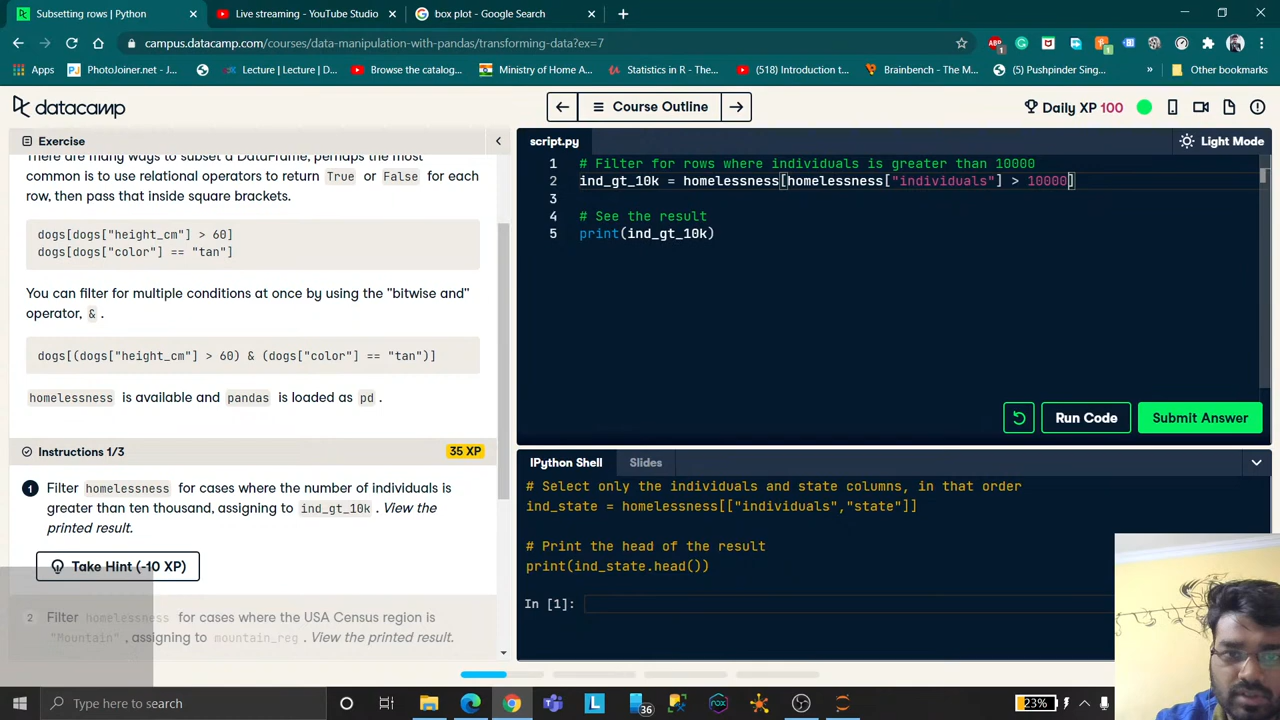 Subsetting rows | Python
Live streaming - YouTube Studio
box plot - Google Search
campus.datacamp.com/courses/data-manipulation-with-pandas/transforming-data?ex=7
Apps
PhotoJoiner.net - J...
Lecture | Lecture | D...
Browse the catalog...
Ministry of Home A...
Statistics in R - The...
(518) Introduction t...
Brainbench - The M...
(5) Pushpinder Sing...
»
Other bookmarks
datacamp
Course Outline
Daily XP 100
Exercise
script.py
Light Mode
There are many ways to subset a DataFrame, perhaps the most
common is to use relational operators to return True or False for each
row, then pass that inside square brackets.
dogs[dogs["height_cm"] > 60]
dogs[dogs["color"] == "tan"]
You can filter for multiple conditions at once by using the "bitwise and"
operator, & .
dogs[(dogs["height_cm"] > 60) & (dogs["color"] == "tan")]
homelessness is available and pandas is loaded as pd .
Instructions 1/3
35 XP
1 Filter homelessness for cases where the number of individuals is
greater than ten thousand, assigning to ind_gt_10k . View the
printed result.
Take Hint (-10 XP)
2 Filter homelessness for cases where the USA Census region is
"Mountain" , assigning to mountain_reg . View the printed result.
1 # Filter for rows where individuals is greater than 10000
2 ind_gt_10k = homelessness[homelessness["individuals"] > 10000]
3
4 # See the result
5 print(ind_gt_10k)
Run Code
Submit Answer
IPython Shell
Slides
# Select only the individuals and state columns, in that order
ind_state = homelessness[["individuals","state"]]
# Print the head of the result
print(ind_state.head())
In [1]:
Type here to search
36
23%